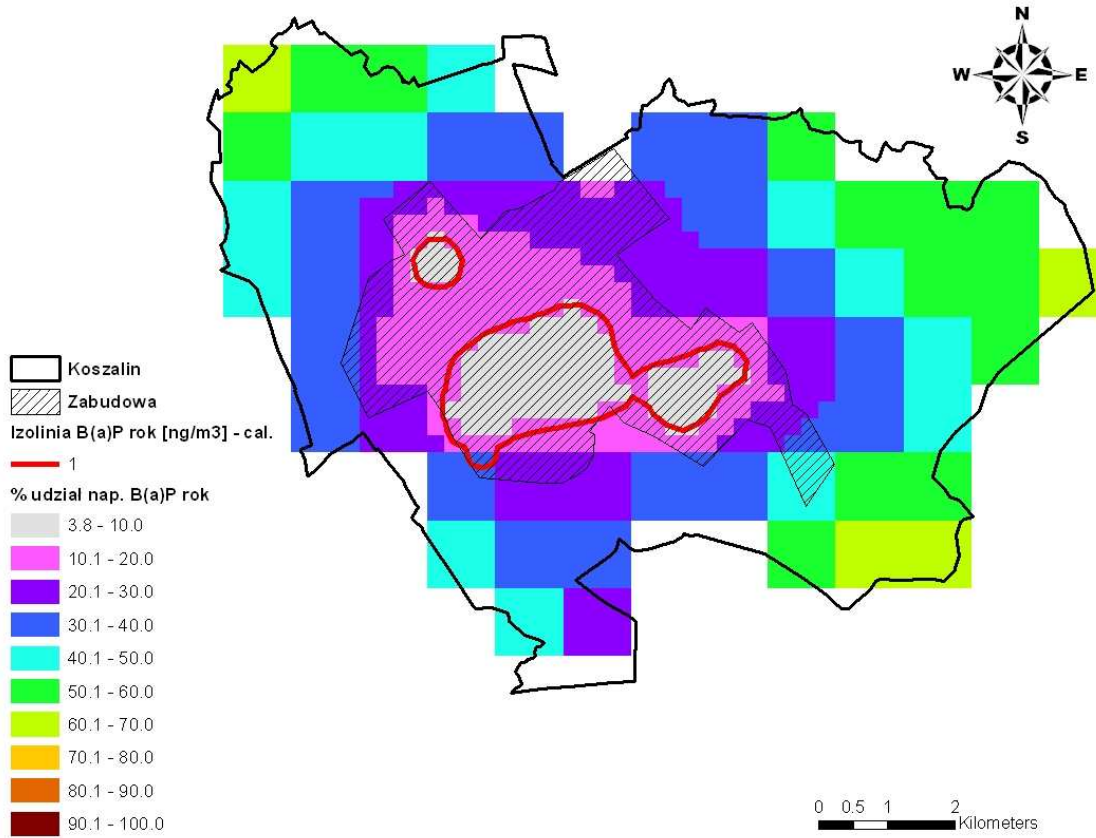 N
W E
S
Koszalin
Zabudowa
Izolinia B(a)P rok [ng/m3] - cal.
1
% udzial nap. B(a)P rok
3.8 - 10.0
10.1 - 20.0
20.1 - 30.0
30.1 - 40.0
40.1 - 50.0
50.1 - 60.0
60.1 - 70.0
70.1 - 80.0
80.1 - 90.0
90.1 - 100.0
0 0.5 1 2
Kilometers